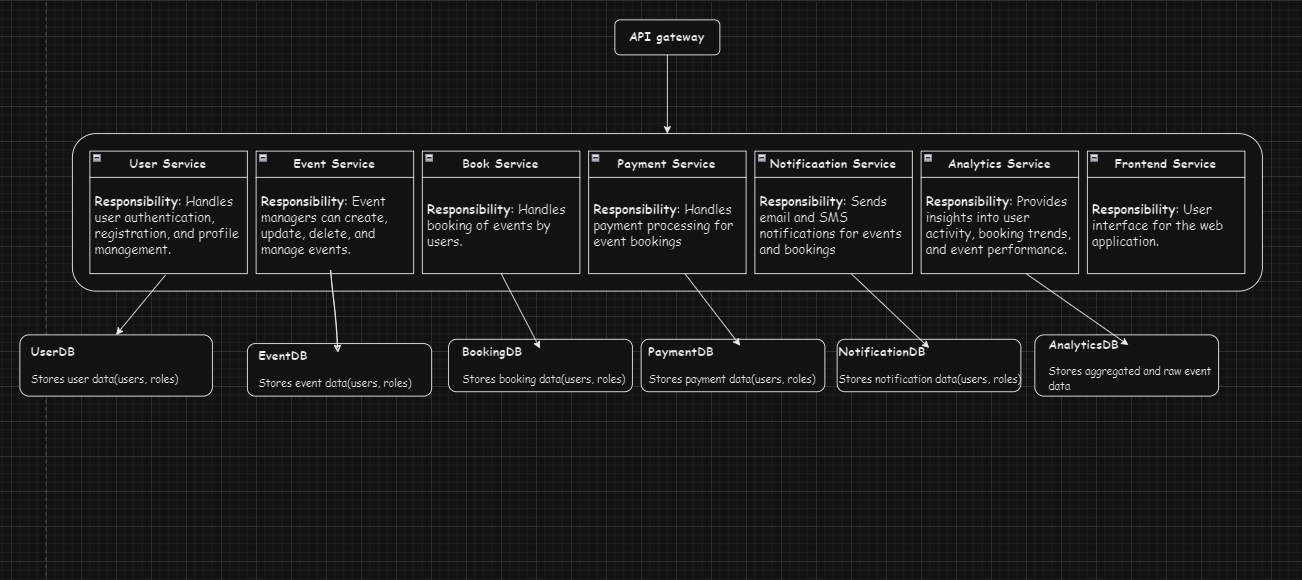 API gateway
User Service
Responsibility: Handles
user authentication,
registration, and profile
management.
Event Service
Responsibility: Event
managers can create,
update, delete, and
manage events.
Book Service
Responsibility: Handles
booking of events by
users.
Payment Service
Responsibility: Handles
payment processing for
event bookings
Notificaation Service
Responsibility: Sends
email and SMS
notifications for events
and bookings
Analytics Service
Responsibility: Provides
insights into user
activity, booking trends,
and event performance.
Frontend Service
Responsibility: User
interface for the web
application.
UserDB
Stores user data(users, roles)
EventDB
Stores event data(users, roles)
BookingDB
Stores booking data(users, roles)
PaymentDB
Stores payment data(users, roles)
NotificationDB
Stores notification data(users, roles)
AnalyticsDB
Stores aggregated and raw event
data